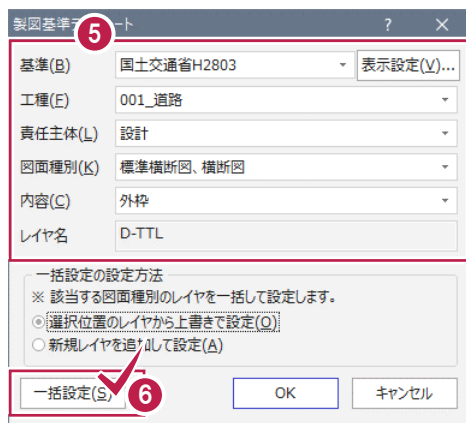 製図基準テ
ート
? ×
5
基準(B) 国土交通省H2803 表示設定(V)...
工種(F) 001_道路
責任主体(L) 設計
図面種別(K) 標準横断図、横断図
内容(C) 外枠
レイヤ名 D-TTL
一括設定の設定方法
※ 該当する図面種別のレイヤを一括して設定します。
選択位置のレイヤから上書きで設定(O)
新規レイヤを追加して設定(A)
一括設定(S) 6 OK キャンセル